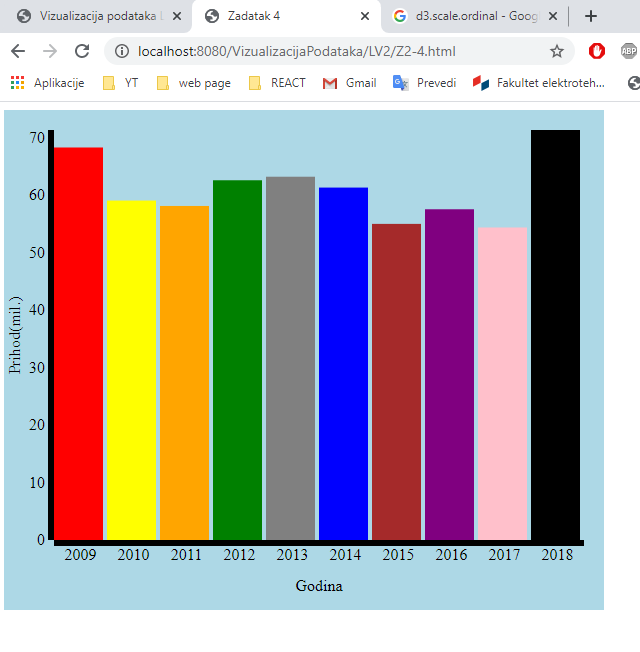 Vizualizacija podataka
Zadatak 4
d3.scale.ordinal - Goog
localhost:8080/VizualizacijaPodataka/LV2/Z2-4.html
ABP
Aplikacije YT web page REACT Gmail Prevedi Fakultet elektroteh...
70
60
50
40
30
20
10
0
Prihod(mil.)
2009 2010 2011 2012 2013 2014 2015 2016 2017 2018
Godina